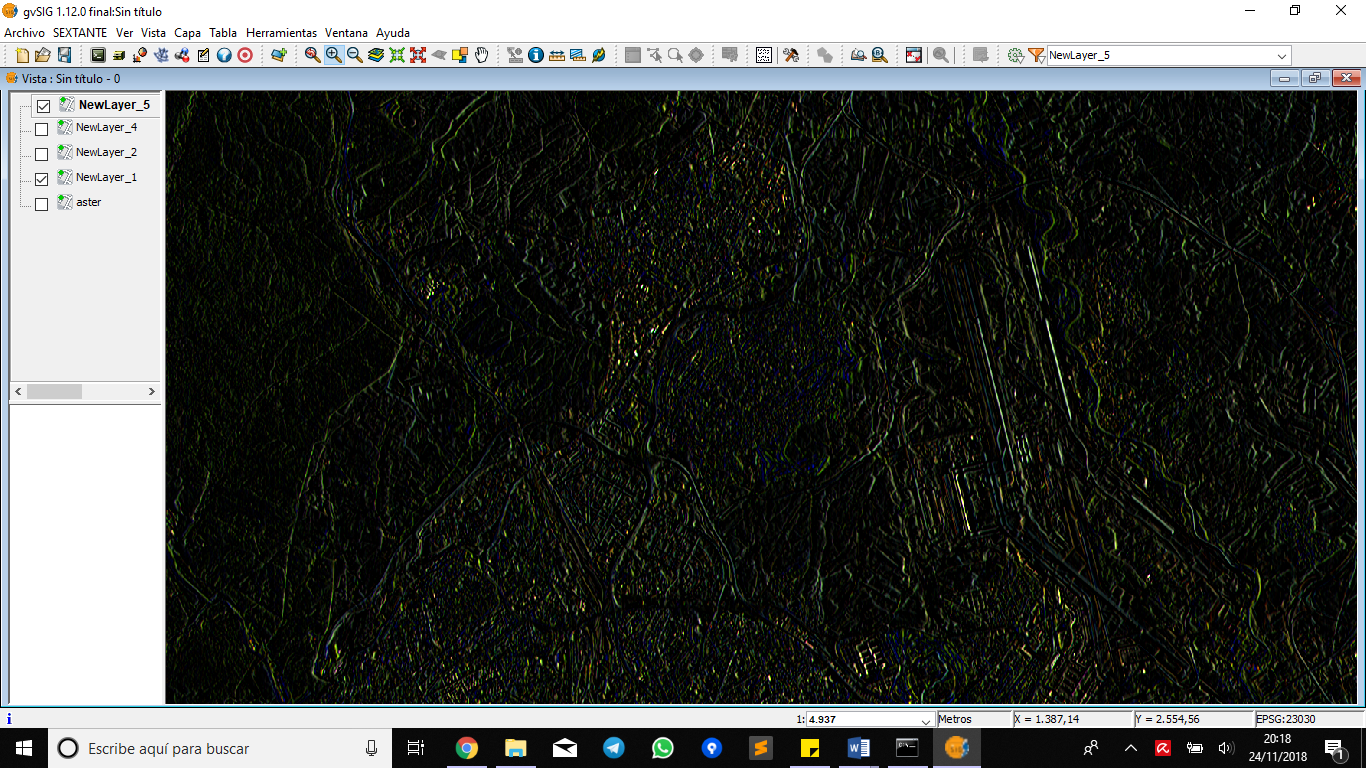 gvSIG 1.12.0 final:Sin título
Archivo SEXTANTE Ver Vista Capa Tabla Herramientas Ventana Ayuda
NewLayer_5
Vista : Sin título - 0
NewLayer_5
NewLayer_4
NewLayer_2
NewLayer_1
aster
1: 4.937 Metros X = 1.387,14 Y = 2.554,56 EPSG:23030
Escribe aquí para buscar
20:18
24/11/2018
1